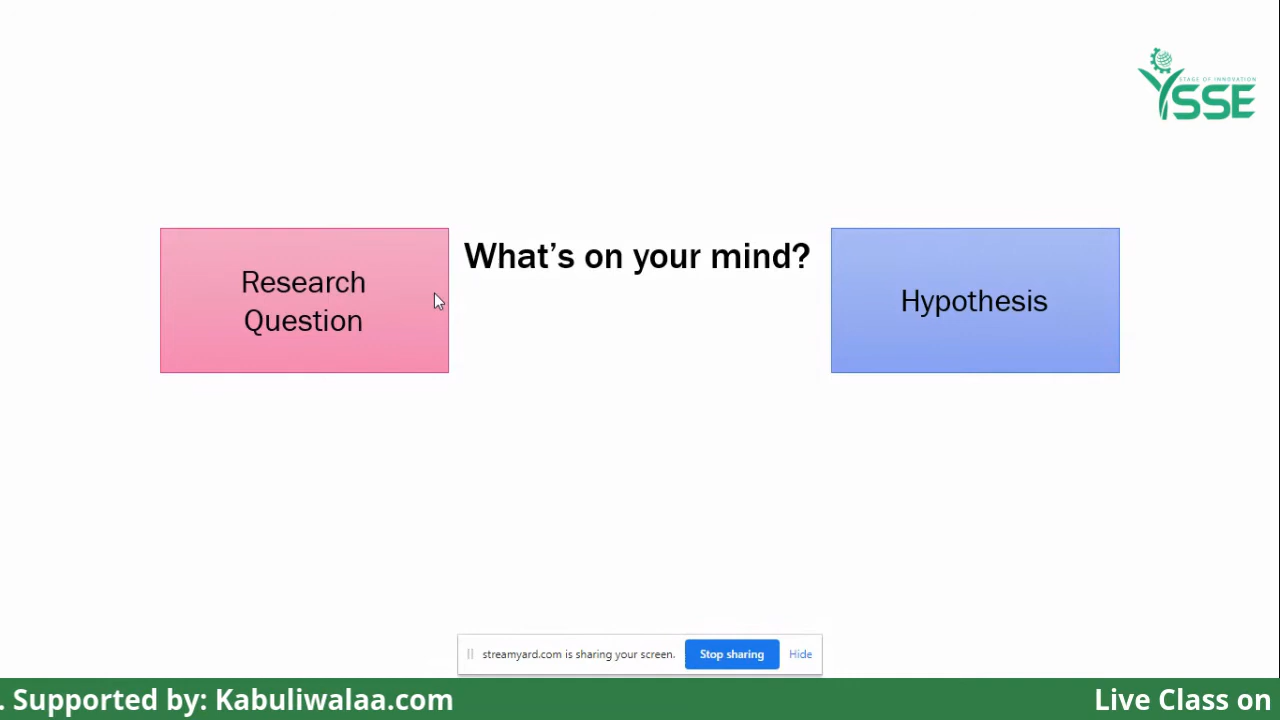 STAGE OF INNOVATION
YSSE
What's on your mind?
Research
Question
Hypothesis
streamyard.com is sharing your screen. Stop sharing Hide
. Supported by: Kabuliwalaa.com Live Class on